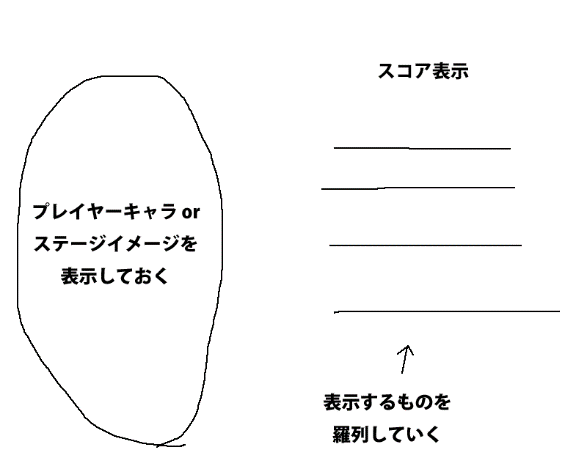 スコア表示
プレイヤーキャラ or
ステージイメージを
表示しておく
表示するものを
羅列していく